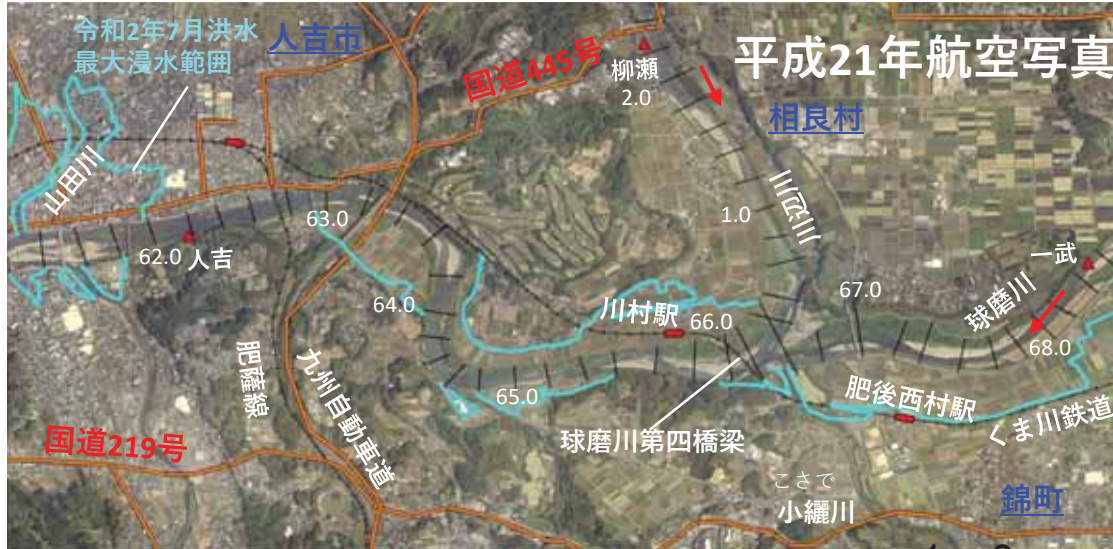 令和2年7月洪水
最大浸水範囲
人吉市
国道445号
柳瀬
2.0
平成21年航空写真
相良村
山田川
川辺川
1.0
63.0
62.0
人吉
64.0
川村駅
66.0
67.0
一武
球磨川
68.0
65.0
肥薩線
九州自動車道
肥後西村駅
くま川鉄道
球磨川第四橋梁
国道219号
こさで
小纚川
錦町